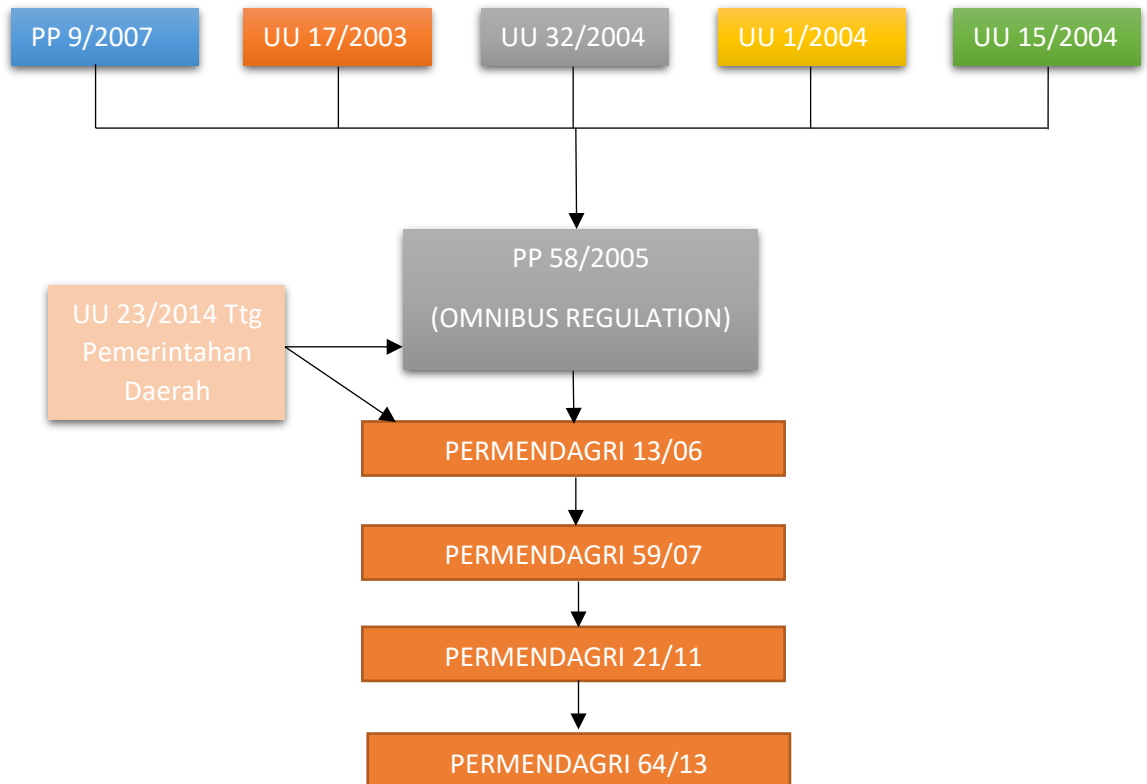 PP 9/2007
UU 17/2003
UU 32/2004
UU 1/2004
UU 15/2004
PP 58/2005
(OMNIBUS REGULATION)
UU 23/2014 Ttg
Pemerintahan
Daerah
PERMENDAGRI 13/06
PERMENDAGRI 59/07
PERMENDAGRI 21/11
PERMENDAGRI 64/13